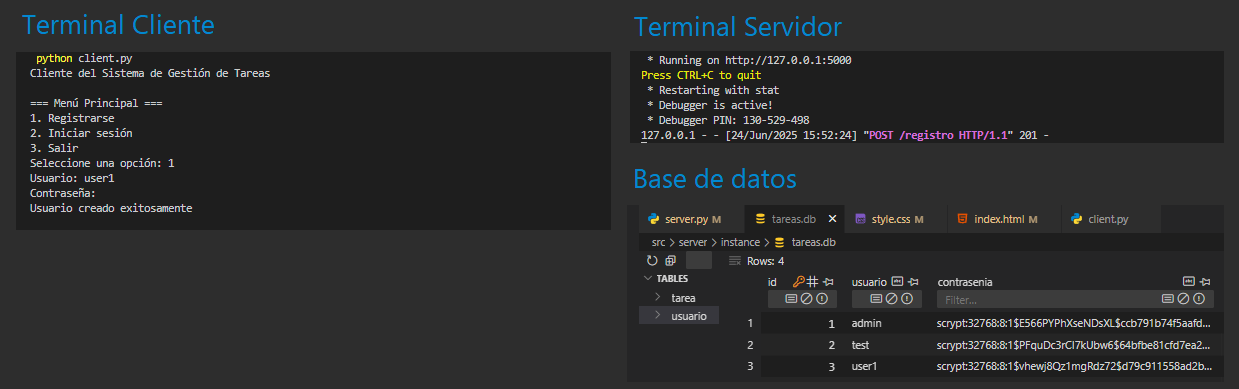 Terminal Cliente
python client.py
Cliente del Sistema de Gestión de Tareas
=== Menú Principal ===
1. Registrarse
2. Iniciar sesión
3. Salir
Seleccione una opción: 1
Usuario: user1
Contraseña:
Usuario creado exitosamente
Terminal Servidor
* Running on http://127.0.0.1:5000
Press CTRL+C to quit
* Restarting with stat
* Debugger is active!
* Debugger PIN: 130-529-498
127.0.0.1 - - [24/Jun/2025 15:52:24] "POST /registro HTTP/1.1" 201 -
Base de datos
server.py M tareas.db style.css M index.html M client.py
src > server > instance > tareas.db
Rows: 4
TABLES
tarea
usuario
id usuario contrasenia
Filter...
1 1 admin scrypt:32768:8:1$E566PYPhXseNDsXL$ccb791b74f5aafd...
2 2 test scrypt:32768:8:1$PFquDc3rCI7kUbw6$64bfbe81cfd7ea2...
3 3 user1 scrypt:32768:8:1$vhewj8Qz1mgRdz72$d79c911558ad2b...